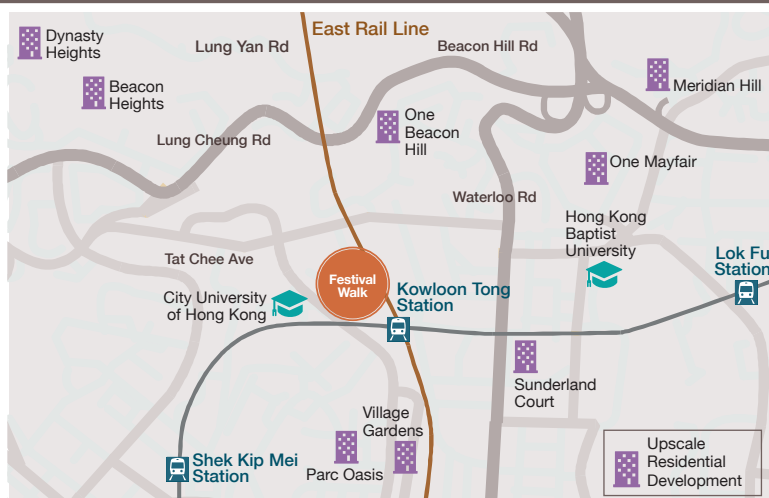 Dynasty
Heights
Lung Yan Rd
East Rail Line
Beacon Hill Rd
Beacon
Heights
Meridian Hill
One
Beacon
Hill
Lung Cheung Rd
One Mayfair
Waterloo Rd
Hong Kong
Baptist
University
Tat Chee Ave
Lok Fu
Station
Festival
Walk
Kowloon Tong
Station
City University
of Hong Kong
Sunderland
Court
Village
Gardens
Parc Oasis
Shek Kip Mei
Station
Upscale
Residential
Development